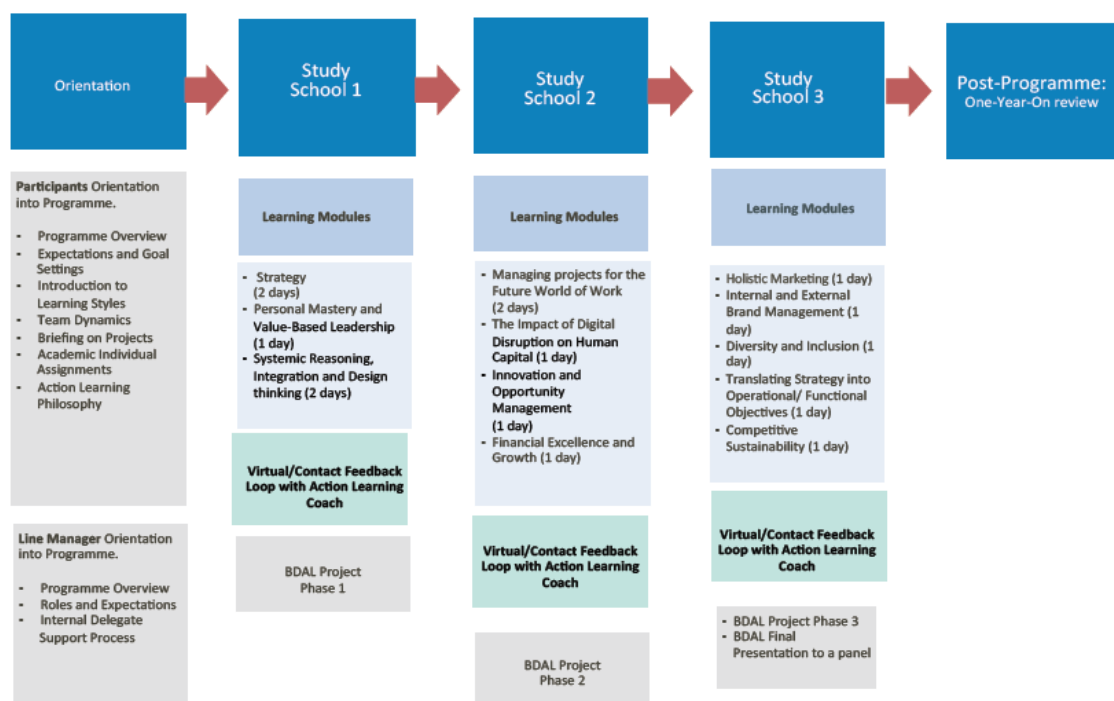 Orientation
Study
School 1
Study
School 2
Study
School 3
Post-Programme:
One-Year-On review
Participants Orientation
into Programme.
- Programme Overview
- Expectations and Goal
Settings
- Introduction to
Learning Styles
- Team Dynamics
- Briefing on Projects
- Academic Individual
Assignments
- Action Learning
Philosophy
Line Manager Orientation
into Programme.
- Programme Overview
- Roles and Expectations
- Internal Delegate
Support Process
Learning Modules
- Strategy
(2 days)
- Personal Mastery and
Value-Based Leadership
(1 day)
- Systemic Reasoning,
Integration and Design
thinking (2 days)
Virtual/Contact Feedback
Loop with Action Learning
Coach
BDAL Project
Phase 1
Learning Modules
- Managing projects for the
Future World of Work
(2 days)
- The Impact of Digital
Disruption on Human
Capital (1 day)
- Innovation and
Opportunity
Management
(1 day)
- Financial Excellence and
Growth (1 day)
Virtual/Contact Feedback
Loop with Action Learning
Coach
BDAL Project
Phase 2
Learning Modules
- Holistic Marketing (1 day)
- Internal and External
Brand Management (1
day)
- Diversity and Inclusion (1
day)
- Translating Strategy into
Operational/ Functional
Objectives (1 day)
- Competitive
Sustainability (1 day)
Virtual/Contact Feedback
Loop with Action Learning
Coach
- BDAL Project Phase 3
- BDAL Final
Presentation to a panel